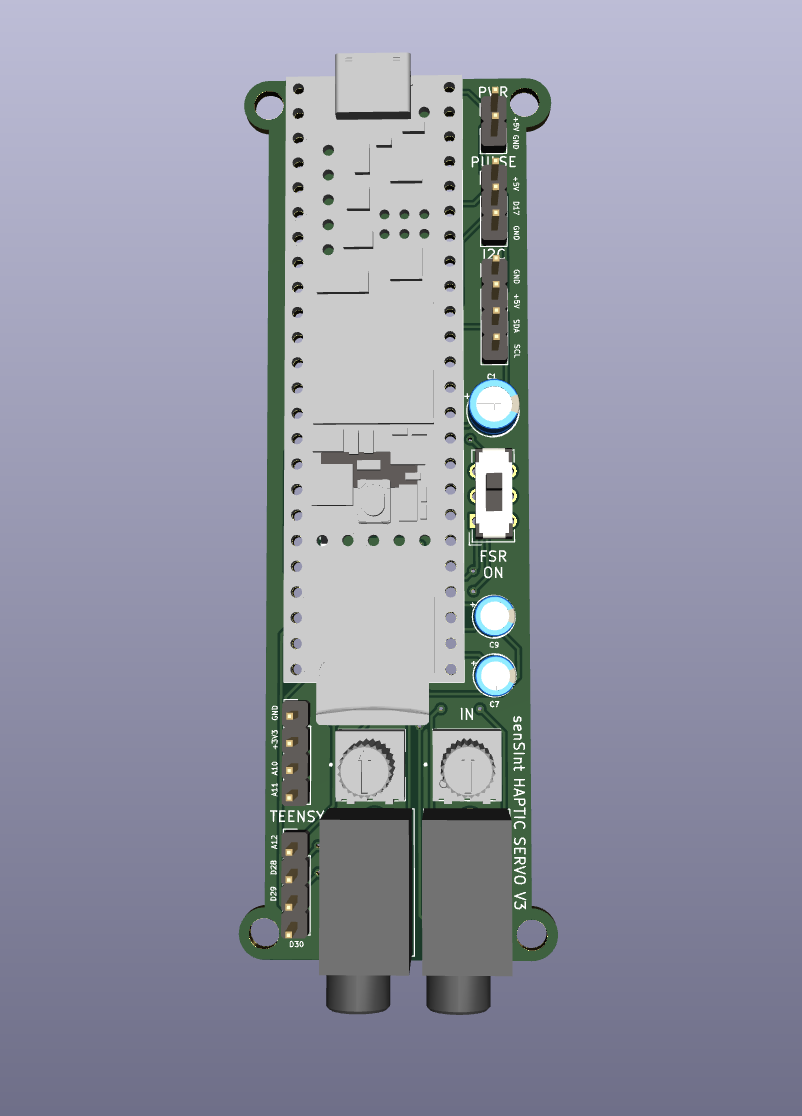 PWR
+5V
GND
PULSE
+5V
D17
GND
I2C
GND
+5V
SDA
SCL
C1
+
FSR
ON
+
C9
+
C7
IN
GND
+3V3
A10
A11
TEENSY
A12
D28
D29
D30
senSInt HAPTIC SERVO V3